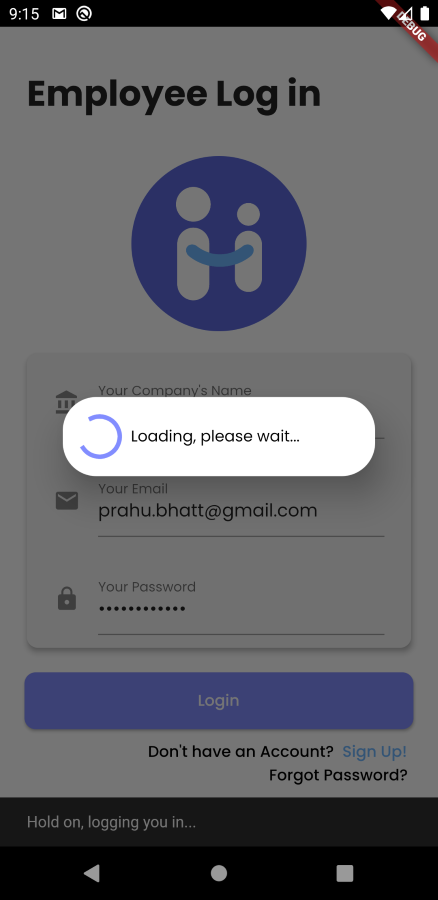 9:15
DEBUG
Employee Log in
Your Company's Name
Loading, please wait...
Your Email
prahu.bhatt@gmail.com
Your Password
••••••••••••
Login
Don't have an Account? Sign Up!
Forgot Password?
Hold on, logging you in...